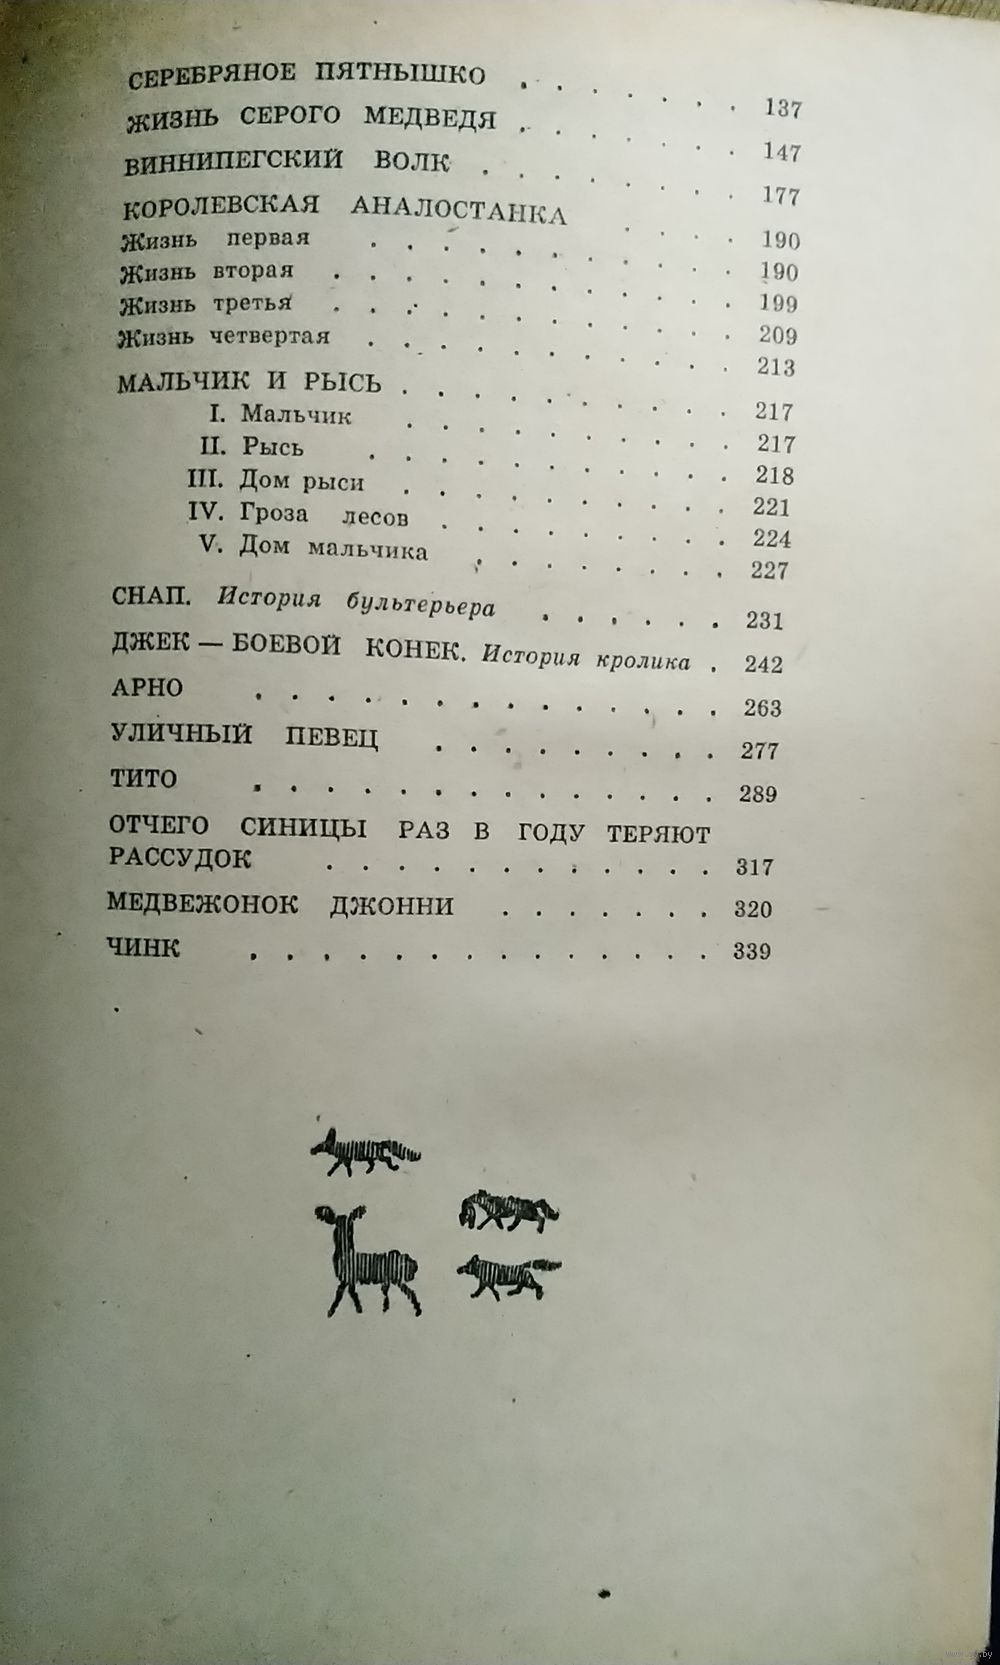 СЕРЕБРЯНОЕ ПЯТНЫШКО . . . . . . . 137
ЖИЗНЬ СЕРОГО МЕДВЕДЯ . . . . . . . 147
ВИННИПЕГСКИЙ ВОЛК . . . . . . . . 177
КОРОЛЕВСКАЯ АНАЛОСТАНКА . . . . 190
Жизнь первая . . . . . . . . . . . 190
Жизнь вторая . . . . . . . . . . . . 199
Жизнь третья . . . . . . . . . . . . 209
Жизнь четвертая . . . . . . . . . . . 213
МАЛЬЧИК И РЫСЬ . . . . . . . . . . 217
I. Мальчик . . . . . . . . . . 217
II. Рысь . . . . . . . . . . . 218
III. Дом рыси . . . . . . . . . . 221
IV. Гроза лесов . . . . . . . . . 224
V. Дом мальчика . . . . . . . . 227
СНАП. История бультерьера . . . . . . 231
ДЖЕК — БОЕВОЙ КОНЕК. История кролика . 242
АРНО . . . . . . . . . . . . . . 263
УЛИЧНЫЙ ПЕВЕЦ . . . . . . . . . 277
ТИТО . . . . . . . . . . . . . . 289
ОТЧЕГО СИНИЦЫ РАЗ В ГОДУ ТЕРЯЮТ
РАССУДОК . . . . . . . . . . . . 317
МЕДВЕЖОНОК ДЖОННИ . . . . . . . 320
ЧИНК . . . . . . . . . . . . . . 339